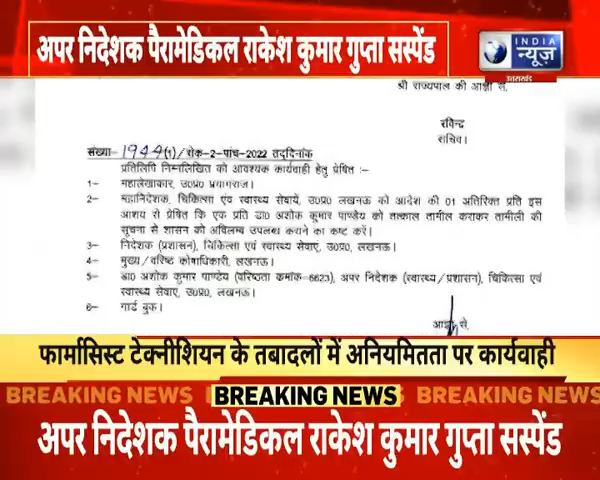 अपर निदेशक पैरामेडिकल राकेश कुमार गुप्ता सस्पेंड
INDIA
न्यूज़
उत्तराखंड
श्री राज्यपाल की आज्ञा से,
रविन्द्र
सचिव।
संख्या- 1944(1)/सेक-2-पांच-2022 तद्दिनांक
प्रतिलिपि निम्नलिखित को आवश्यक कार्यवाही हेतु प्रेषित :-
1- महालेखाकार, उ0प्र0 प्रयागराज।
2- महानिदेशक, चिकित्सा एंव स्वास्थ्य सेवायें, उ0प्र0 लखनऊ को आदेश की 01 अतिरिक्त प्रति इस
आशय से प्रेषित कि एक प्रति डा0 अशोक कुमार पाण्डेय को तत्काल तामील कराकर तामीली की
सूचना से शासन को अविलम्ब उपलब्ध कराने का कष्ट करें।
3- निदेशक (प्रशासन), चिकित्सा एंव स्वास्थ्य सेवाएं, उ0प्र0, लखनऊ।
4- मुख्य/वरिष्ठ कोषाधिकारी, लखनऊ।
5- डा0 अशोक कुमार पाण्डेय (वरिष्ठता कमांक-6623), अपर निदेशक (स्वास्थ्य/प्रशासन), चिकित्सा एंव
स्वास्थ्य सेवाएं, उ0प्र0, लखनऊ।
6- गार्ड बुक।
आज्ञा से,
फार्मासिस्ट टेक्नीशियन के तबादलों में अनियमितता पर कार्यवाही
BREAKING NEWS BREAKING NEWS BREAKING NEWS
अपर निदेशक पैरामेडिकल राकेश कुमार गुप्ता सस्पेंड